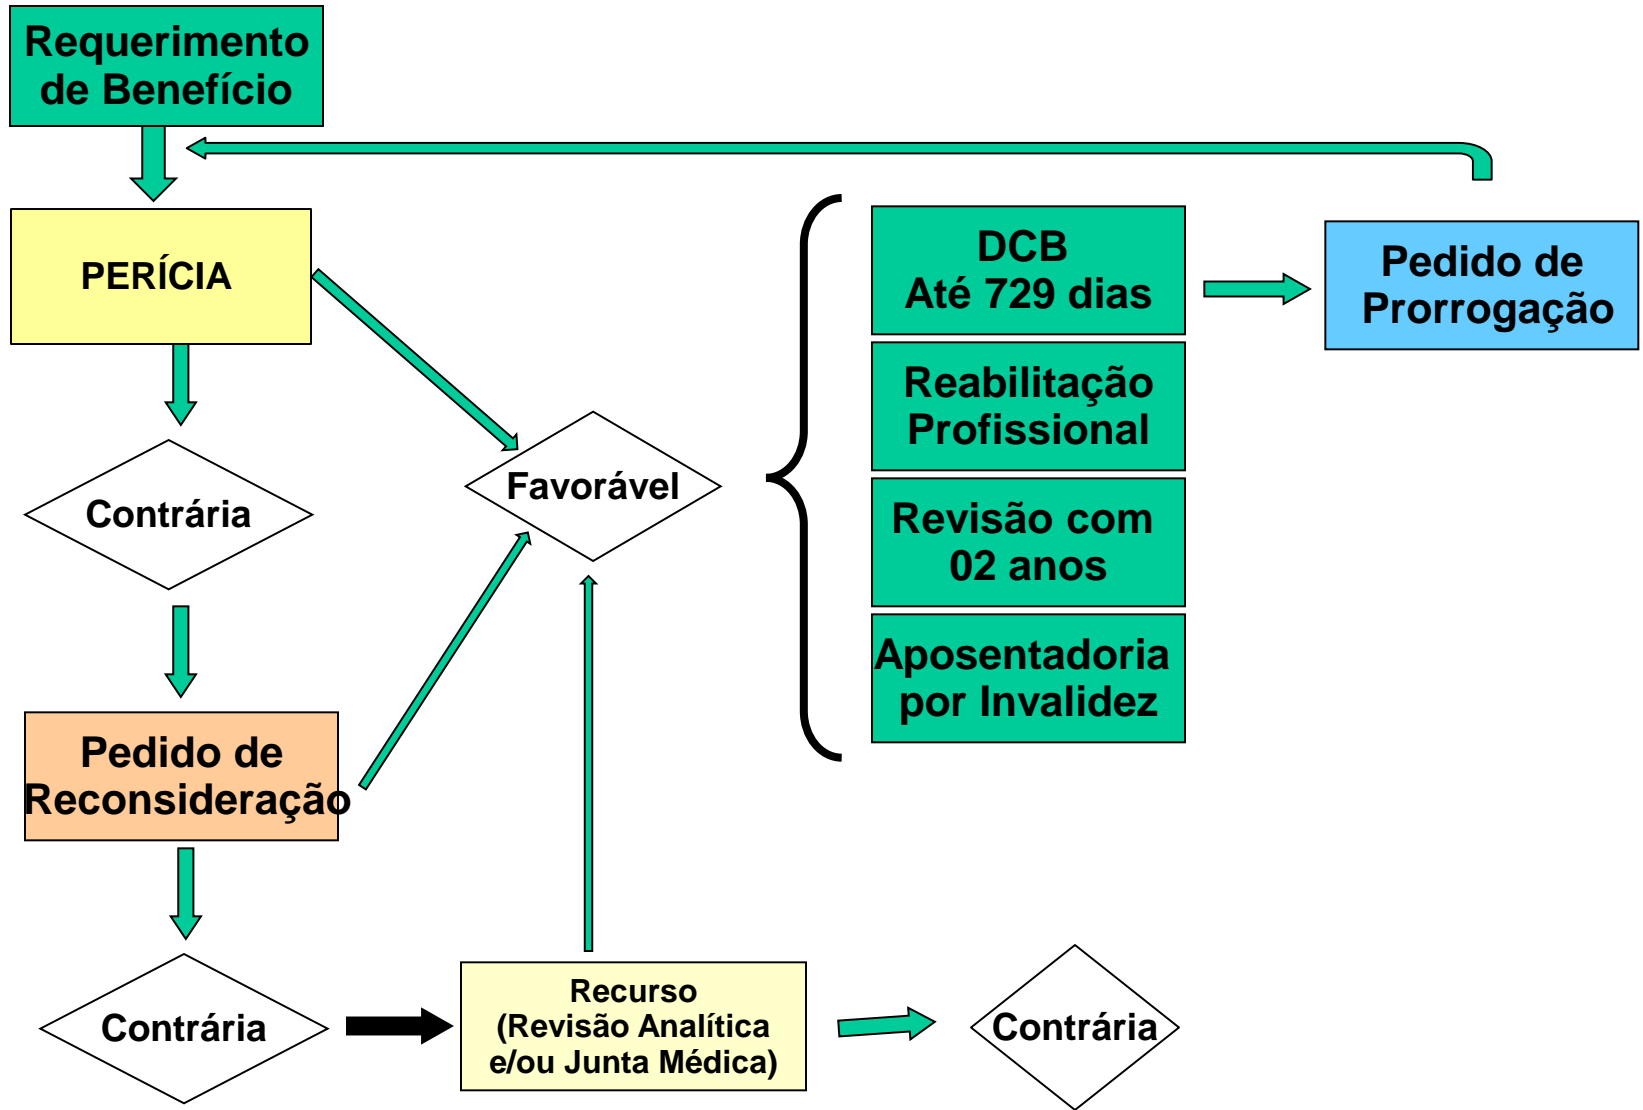 Requerimento
de Benefício
PERÍCIA
DCB
Até 729 dias
Pedido de
Prorrogação
Reabilitação
Profissional
Contrária
Favorável
Revisão com
02 anos
Aposentadoria
por Invalidez
Pedido de
Reconsideração
Contrária
Recurso
(Revisão Analítica
e/ou Junta Médica)
Contrária